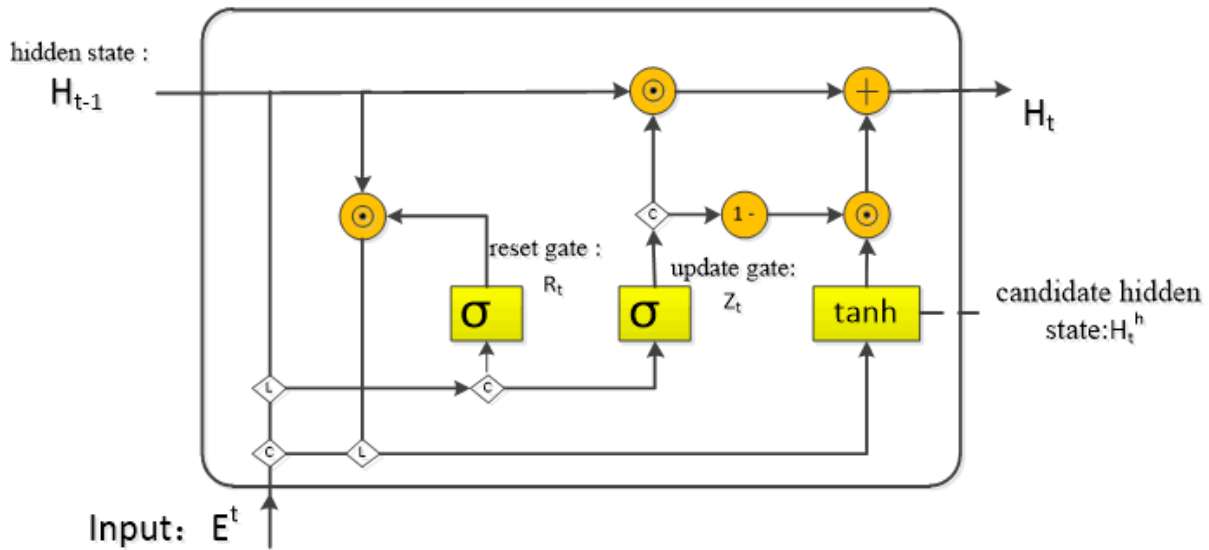 hidden state :
H_{t-1}
H_t
1 -
reset gate :
R_t
update gate:
Z_t
C
σ
σ
tanh
candidate hidden
state:H_t^h
L
C
C
L
Input: E^t